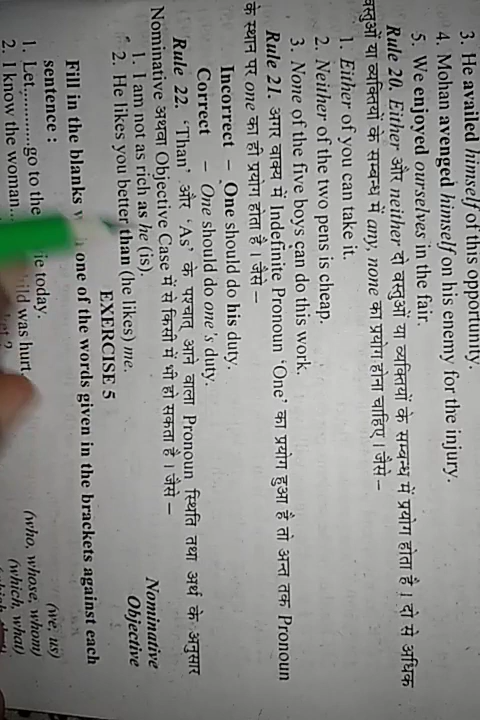 3. He availed himself of this opportunity.
4. Mohan avenged himself on his enemy for the injury.
5. We enjoyed ourselves in the fair.
Rule 20. Either और neither दो वस्तुओं या व्यक्तियों के सम्बन्ध में प्रयोग होता है। दो से अधिक
वस्तुओं या व्यक्तियों के सम्बन्ध में any, none का प्रयोग होना चाहिए। जैसे –
1. Either of you can take it.
2. Neither of the two pens is cheap.
3. None of the five boys can do this work.
Rule 21. अगर वाक्य में Indefinite Pronoun 'One' का प्रयोग हुआ है तो अन्त तक Pronoun
के स्थान पर one का ही प्रयोग होता है। जैसे –
Incorrect – One should do his duty.
Correct – One should do one's duty.
Rule 22. 'Than' और 'As' के पश्चात् आने वाला Pronoun स्थिति तथा अर्थ के अनुसार
Nominative अथवा Objective Case में से किसी में भी हो सकता है। जैसे –
1. I am not as rich as he (is). Nominative
2. He likes you better than (he likes) me. Objective
EXERCISE 5
Fill in the blanks one of the words given in the brackets against each
sentence :
1. Let...........go to the today. (we, us)
2. I know the woman... was hurt. (who, whose, whom)
(which, what)